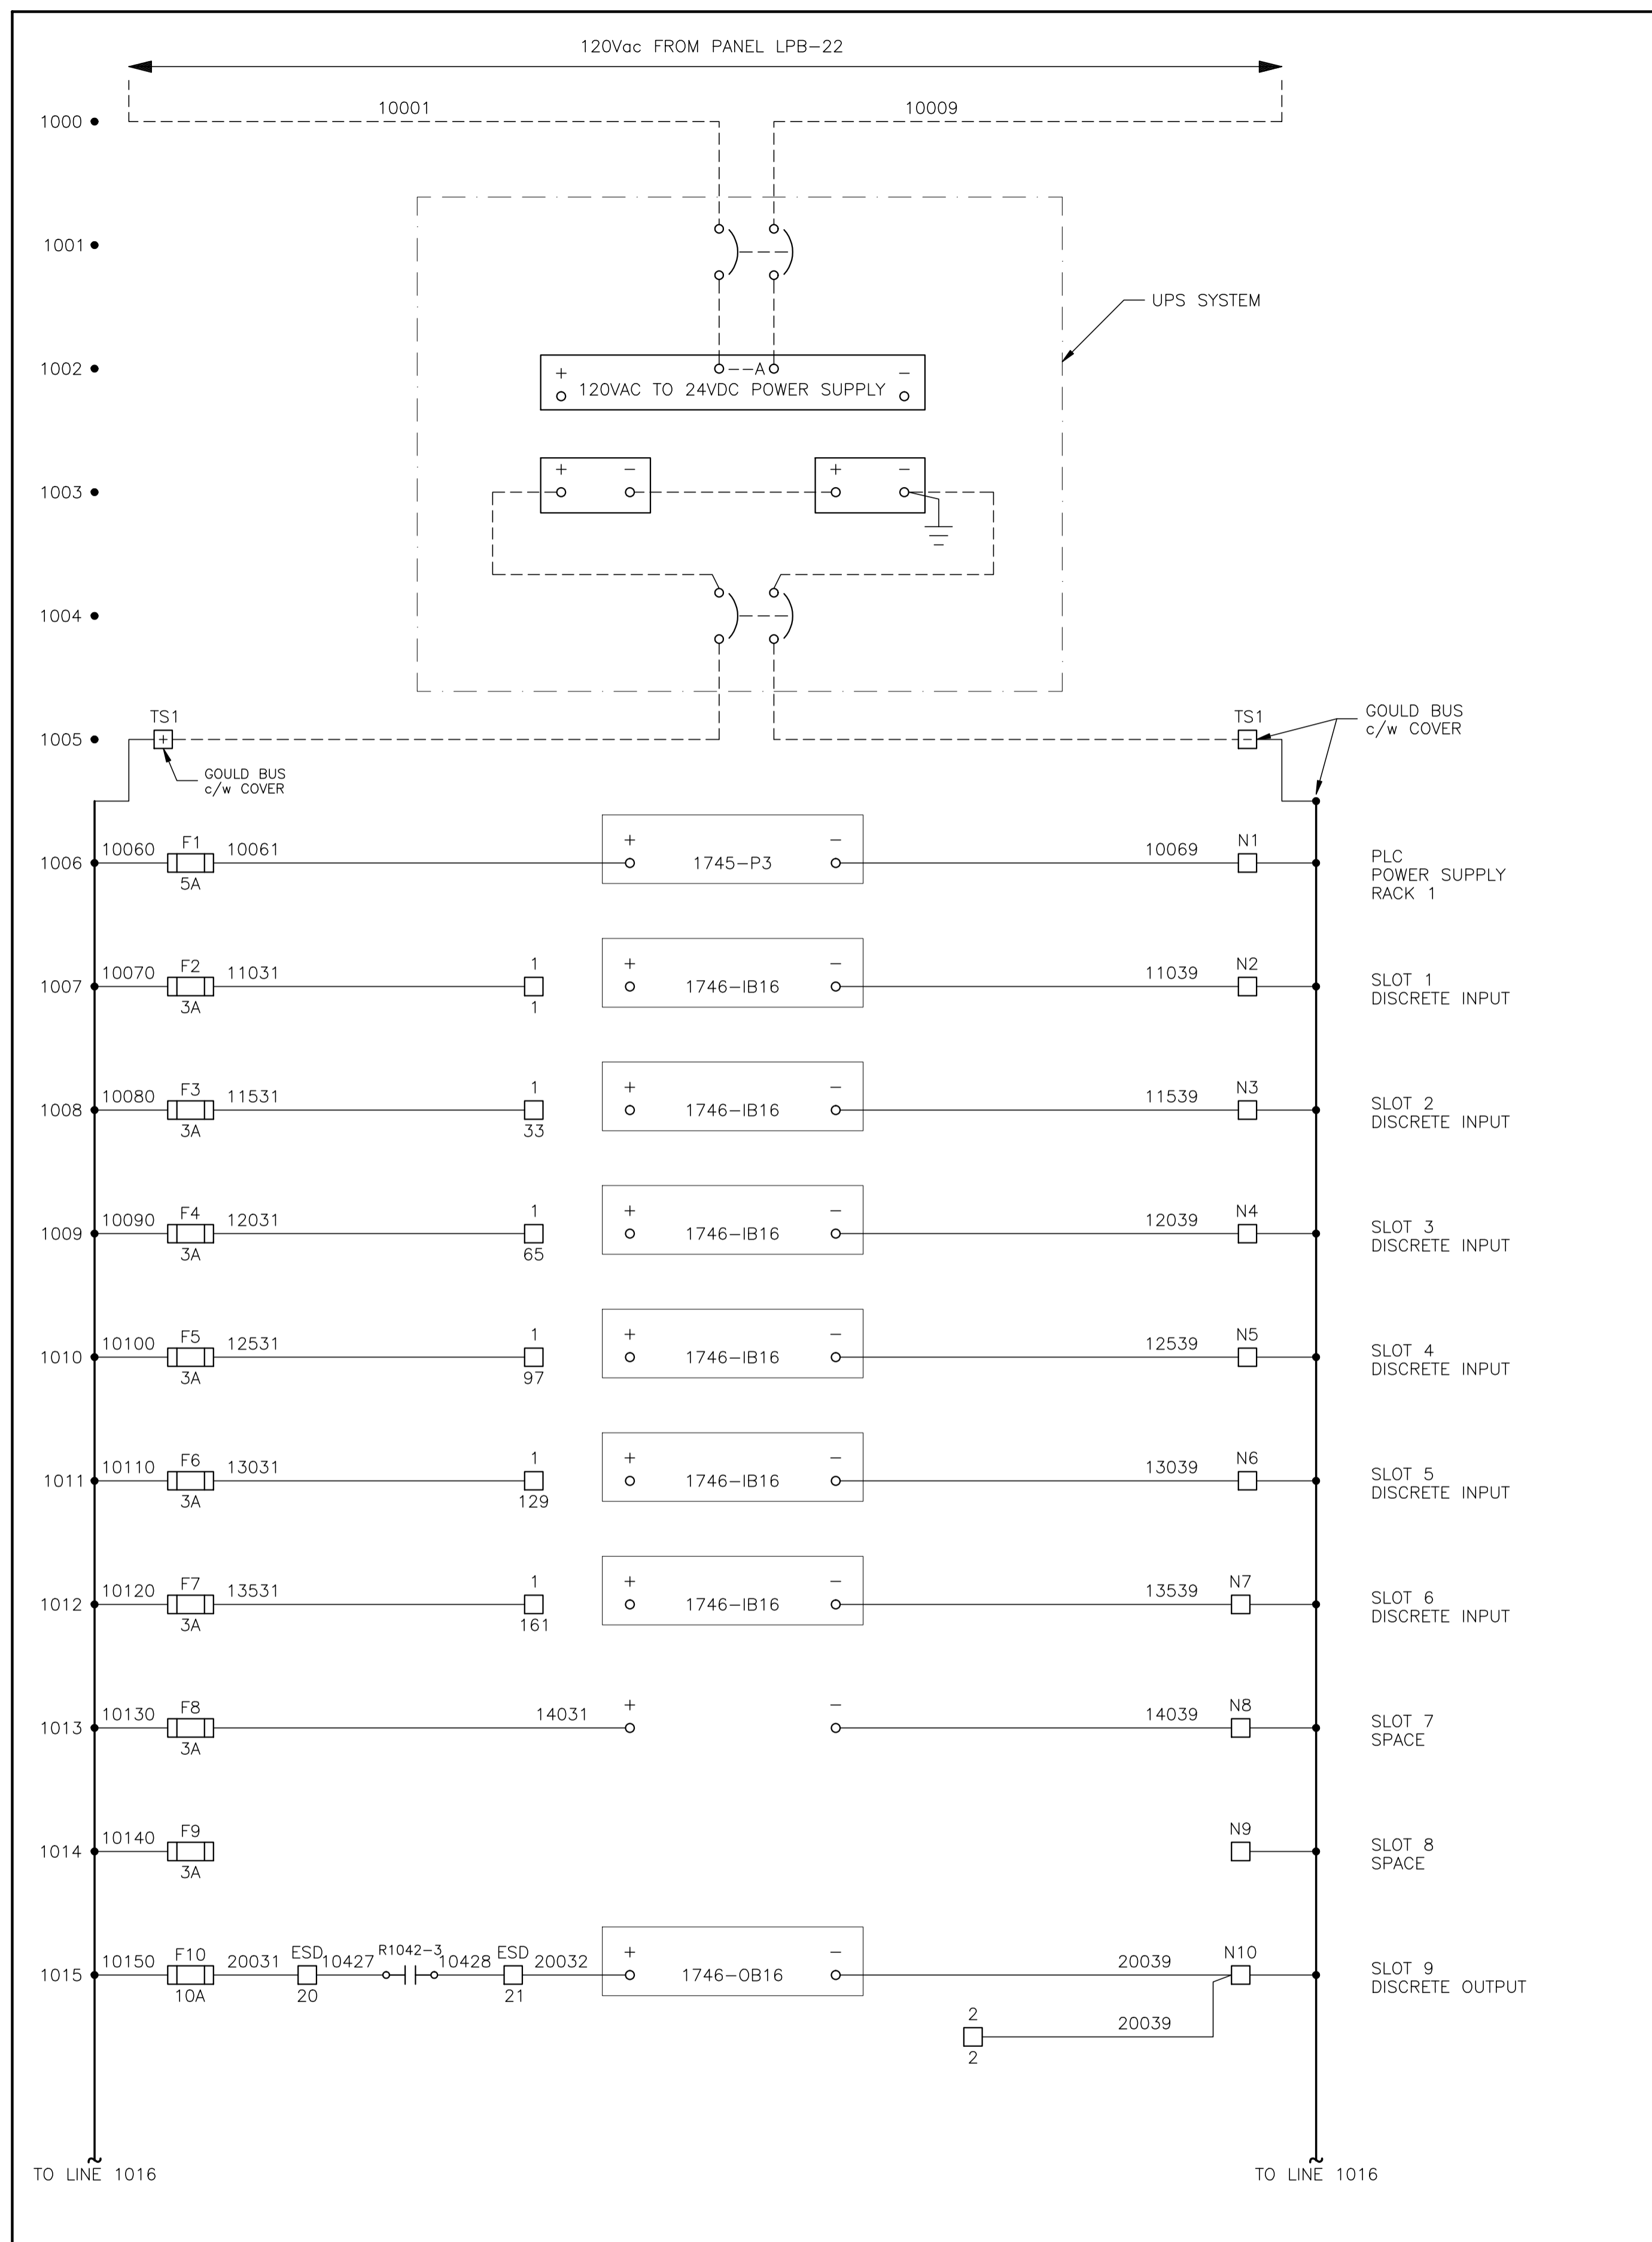 120Vac FROM PANEL LPB-22
1000 10001 10009
1001
UPS SYSTEM
1002
A
+ 120VAC TO 24VDC POWER SUPPLY −
1003 + − + −
1004
TS1 TS1
1005 +  −
GOULD BUS
c/w COVER
GOULD BUS
c/w COVER
1006 10060 F1 5A 10061 + 1745-P3 − 10069 N1
PLC
POWER SUPPLY
RACK 1
1007 10070 F2 3A 11031 1 1 + 1746-IB16 − 11039 N2
SLOT 1
DISCRETE INPUT
1008 10080 F3 3A 11531 1 33 + 1746-IB16 − 11539 N3
SLOT 2
DISCRETE INPUT
1009 10090 F4 3A 12031 1 65 + 1746-IB16 − 12039 N4
SLOT 3
DISCRETE INPUT
1010 10100 F5 3A 12531 1 97 + 1746-IB16 − 12539 N5
SLOT 4
DISCRETE INPUT
1011 10110 F6 3A 13031 1 129 + 1746-IB16 − 13039 N6
SLOT 5
DISCRETE INPUT
1012 10120 F7 3A 13531 1 161 + 1746-IB16 − 13539 N7
SLOT 6
DISCRETE INPUT
1013 10130 F8 3A 14031 + − 14039 N8
SLOT 7
SPACE
1014 10140 F9 3A N9
SLOT 8
SPACE
1015 10150 F10 10A 20031 ESD 20 10427 R1042-3 10428 ESD 21 20032 + 1746-OB16 − 20039 N10
SLOT 9
DISCRETE OUTPUT
2 2 20039
TO LINE 1016
TO LINE 1016